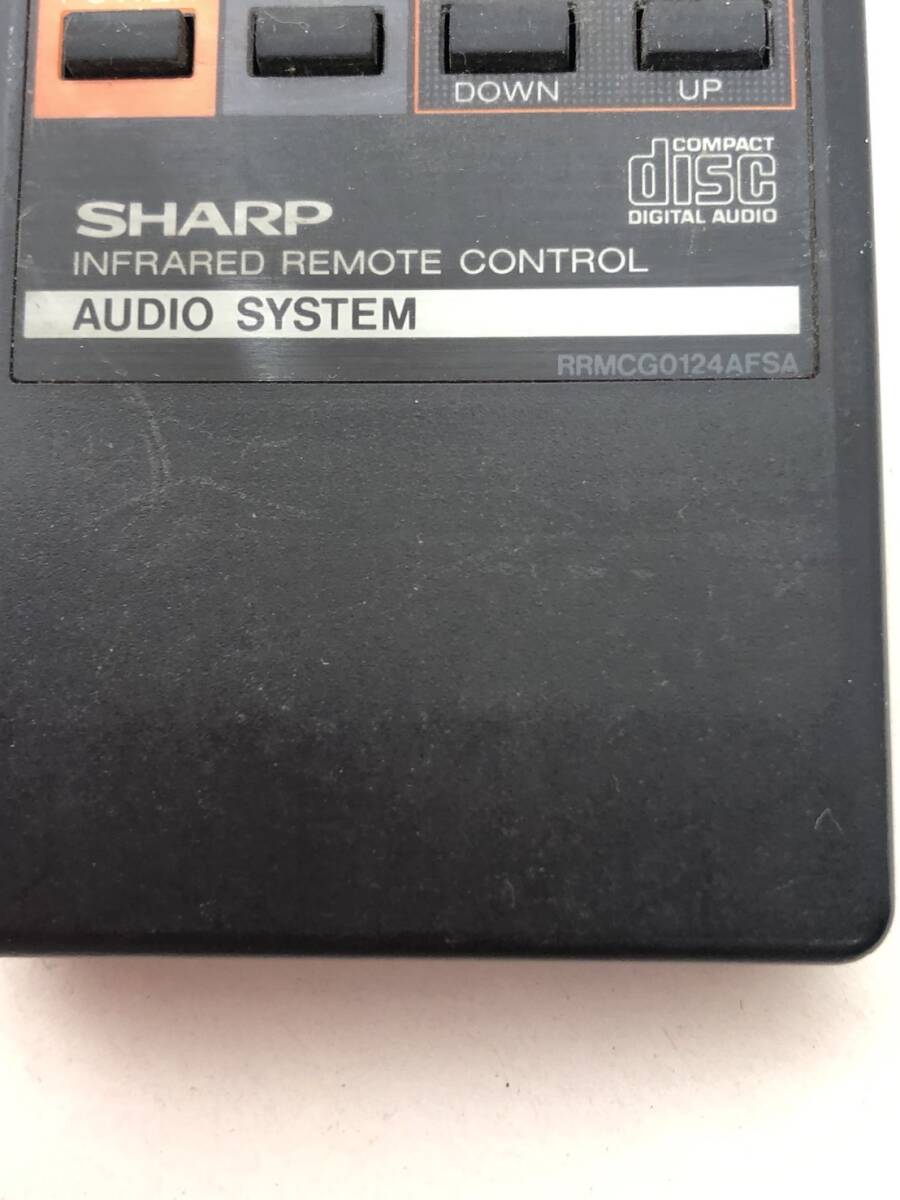 DOWN UP
COMPACT
disc
DIGITAL AUDIO
SHARP
INFRARED REMOTE CONTROL
AUDIO SYSTEM
RRMCG0124AFSA